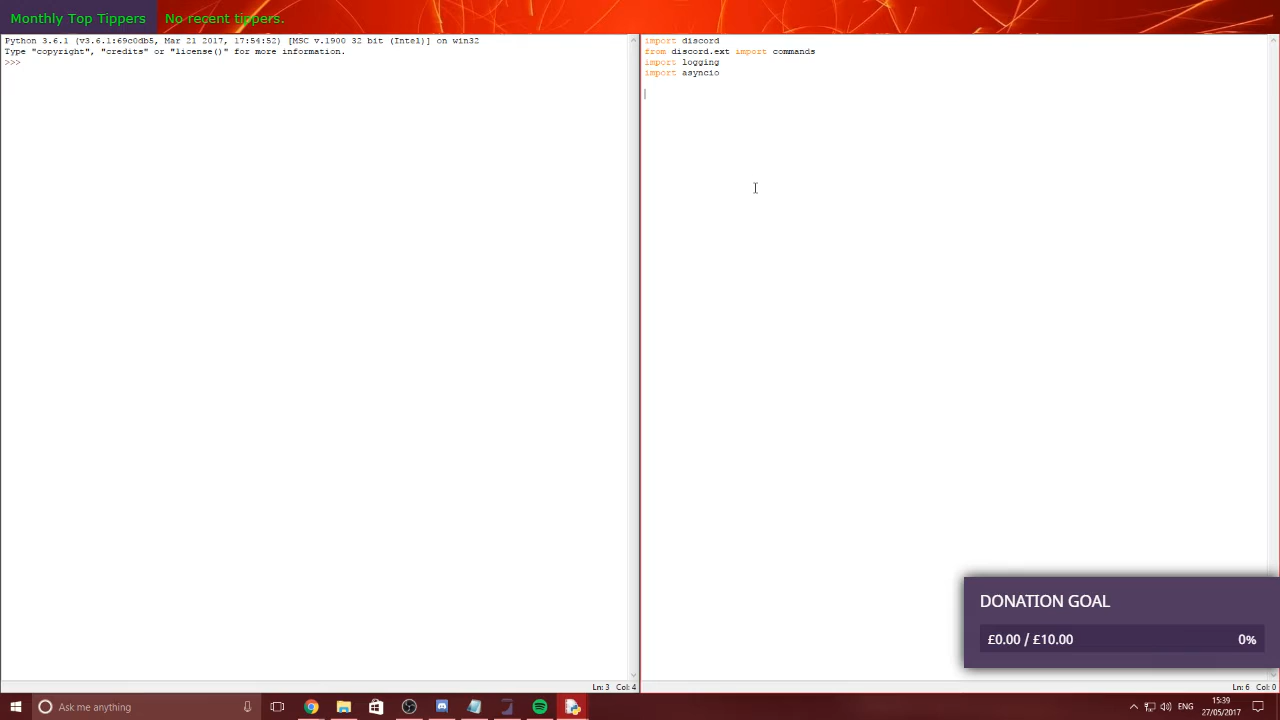 Monthly Top Tippers No recent tippers.
Python 3.6.1 (v3.6.1:69c0db5, Mar 21 2017, 17:54:52) [MSC v.1900 32 bit (Intel)] on win32
Type "copyright", "credits" or "license()" for more information.
>>>
import discord
from discord.ext import commands
import logging
import asyncio
DONATION GOAL
£0.00 / £10.00 0%
Ln: 3 Col: 4
Ln: 6 Col: 0
Ask me anything
ENG
15:39
27/05/2017